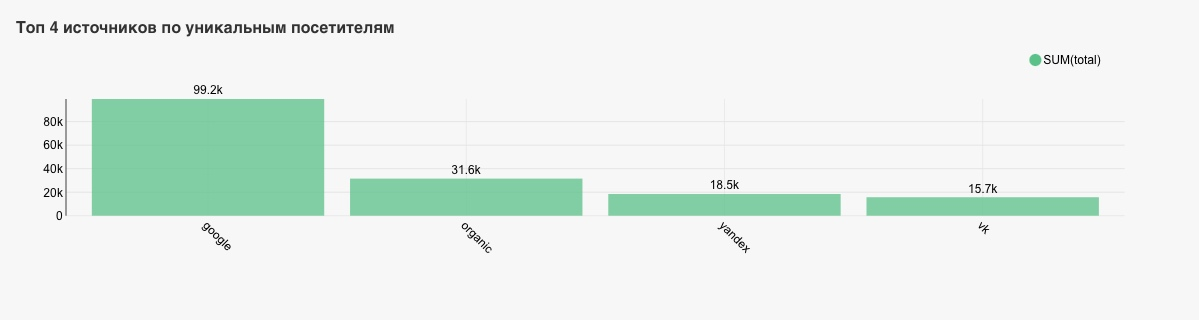 Топ 4 источников по уникальным посетителям
SUM(total)
99.2k
31.6k
18.5k
15.7k
80k
60k
40k
20k
0
google
organic
yandex
vk